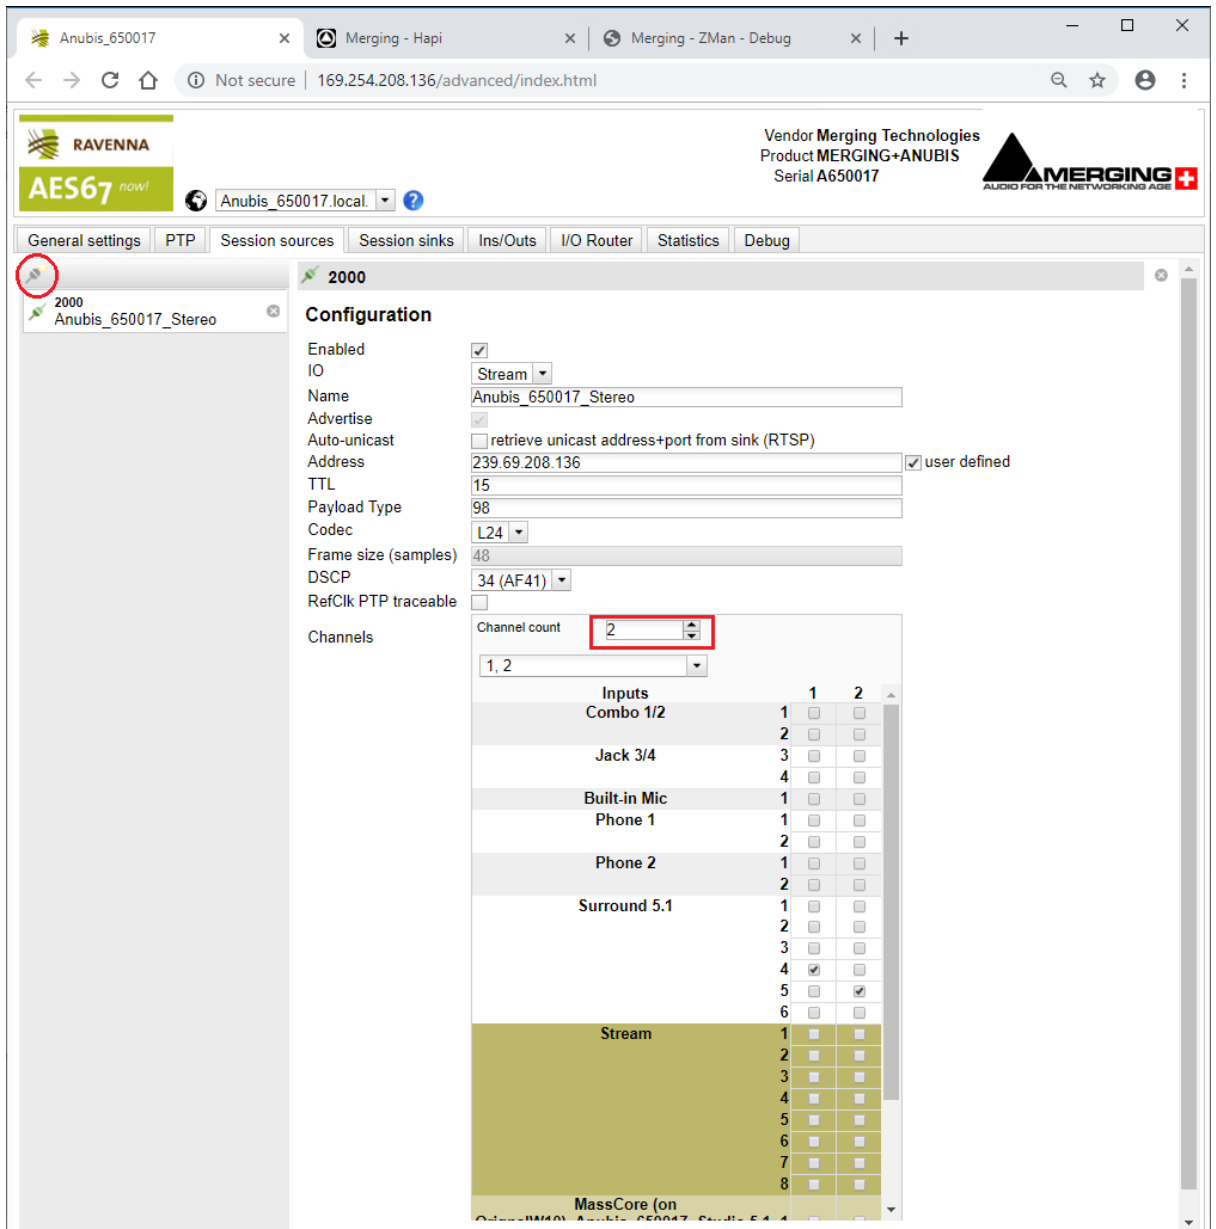 Anubis_650017
Merging - Hapi
Merging - ZMan - Debug
Not secure | 169.254.208.136/advanced/index.html
RAVENNA
AES67 now!
Anubis_650017.local.
Vendor Merging Technologies
Product MERGING+ANUBIS
Serial A650017
MERGING
AUDIO FOR THE NETWORKING AGE
General settings PTP Session sources Session sinks Ins/Outs I/O Router Statistics Debug
2000
Anubis_650017_Stereo
2000
Configuration
Enabled
IO Stream
Name Anubis_650017_Stereo
Advertise
Auto-unicast retrieve unicast address+port from sink (RTSP)
Address 239.69.208.136 user defined
TTL 15
Payload Type 98
Codec L24
Frame size (samples) 48
DSCP 34 (AF41)
RefClk PTP traceable
Channels Channel count 2
1, 2
Inputs 1 2
Combo 1/2 1
2
Jack 3/4 3
4
Built-in Mic 1
Phone 1 1
2
Phone 2 1
2
Surround 5.1 1
2
3
4
5
6
Stream 1
2
3
4
5
6
7
8
MassCore (on